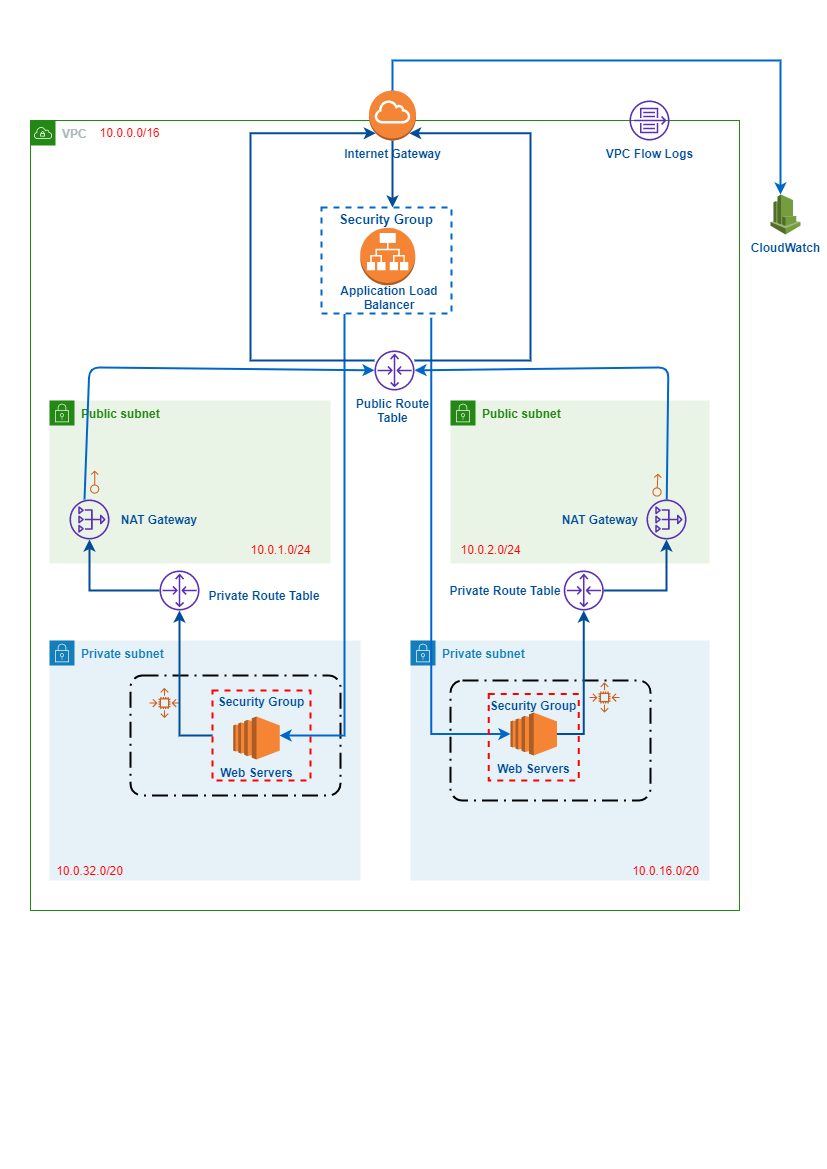 VPC
10.0.0.0/16
Internet Gateway
VPC Flow Logs
Security Group
CloudWatch
Application Load
Balancer
Public Route
Table
Public subnet
Public subnet
NAT Gateway
NAT Gateway
10.0.1.0/24
10.0.2.0/24
Private Route Table
Private Route Table
Private subnet
Private subnet
Security Group
Security Group
Web Servers
Web Servers
10.0.32.0/20
10.0.16.0/20